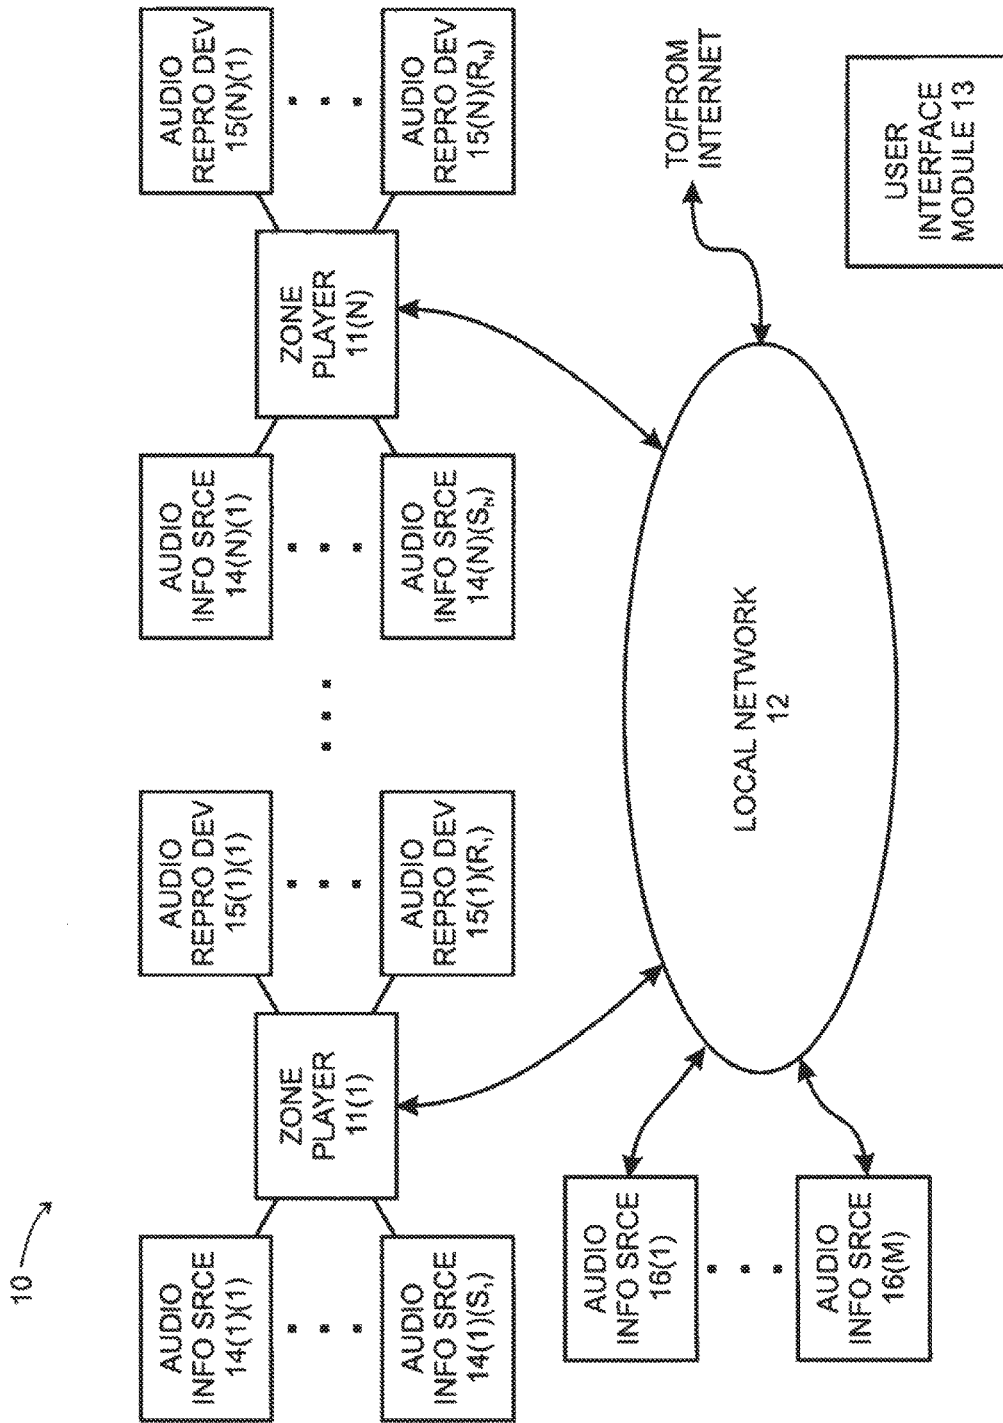 10
AUDIO
INFO SRCE
14(1)(1)
AUDIO
INFO SRCE
14(1)(S₁)
ZONE
PLAYER
11(1)
AUDIO
REPRO DEV
15(1)(1)
AUDIO
REPRO DEV
15(1)(R₁)
AUDIO
INFO SRCE
14(N)(1)
AUDIO
INFO SRCE
14(N)(S_N)
ZONE
PLAYER
11(N)
AUDIO
REPRO DEV
15(N)(1)
AUDIO
REPRO DEV
15(N)(R_N)
AUDIO
INFO SRCE
16(1)
AUDIO
INFO SRCE
16(M)
LOCAL NETWORK
12
TO/FROM
INTERNET
USER
INTERFACE
MODULE 13